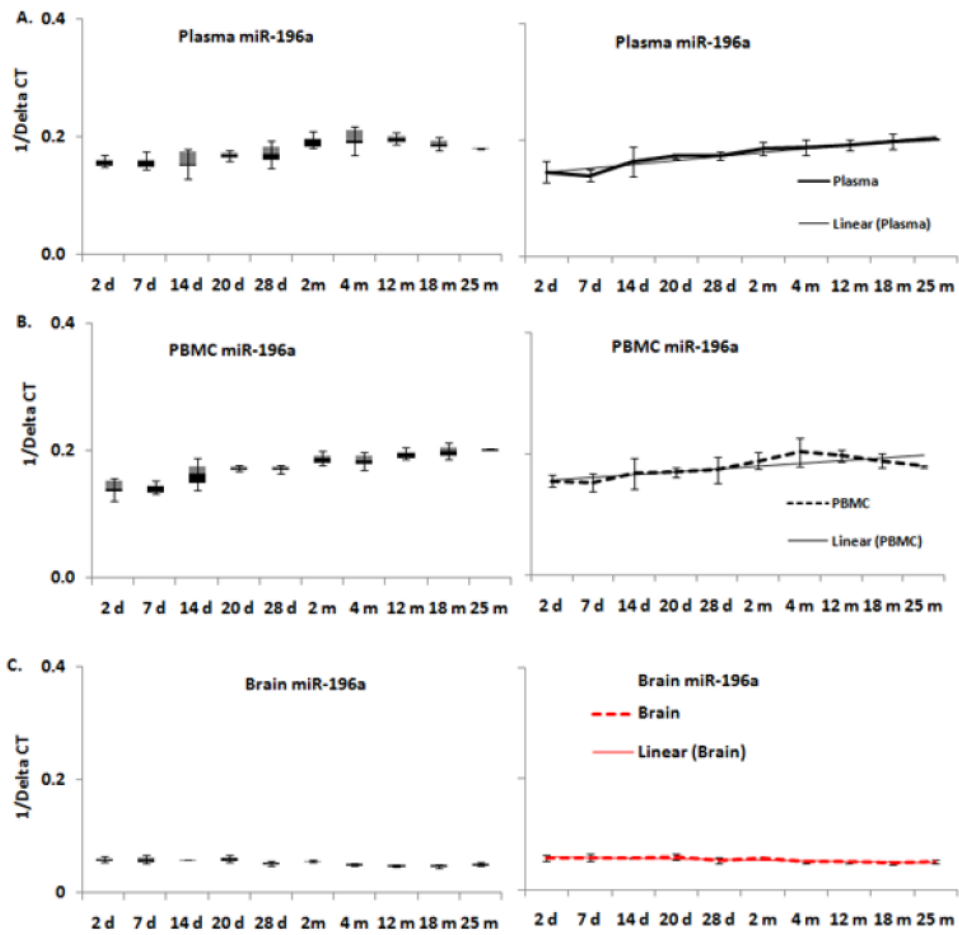 A.
0.4
Plasma miR-196a
1/Delta CT
0.2
0.0
2 d 7 d 14 d 20 d 28 d 2m 4 m 12 m 18 m 25 m
Plasma miR-196a
Plasma
Linear (Plasma)
2 d 7 d 14 d 20 d 28 d 2 m 4 m 12 m 18 m 25 m
B.
0.4
PBMC miR-196a
1/Delta CT
0.2
0.0
2 d 7 d 14 d 20 d 28 d 2 m 4 m 12 m 18 m 25 m
PBMC miR-196a
PBMC
Linear (PBMC)
2 d 7 d 14 d 20 d 28 d 2 m 4 m 12 m 18 m 25 m
C.
0.4
Brain miR-196a
1/Delta CT
0.2
0
2 d 7 d 14 d 20 d 28 d 2 m 4 m 12 m 18 m 25 m
Brain miR-196a
Brain
Linear (Brain)
2 d 7 d 14 d 20 d 28 d 2 m 4 m 12 m 18 m 25 m